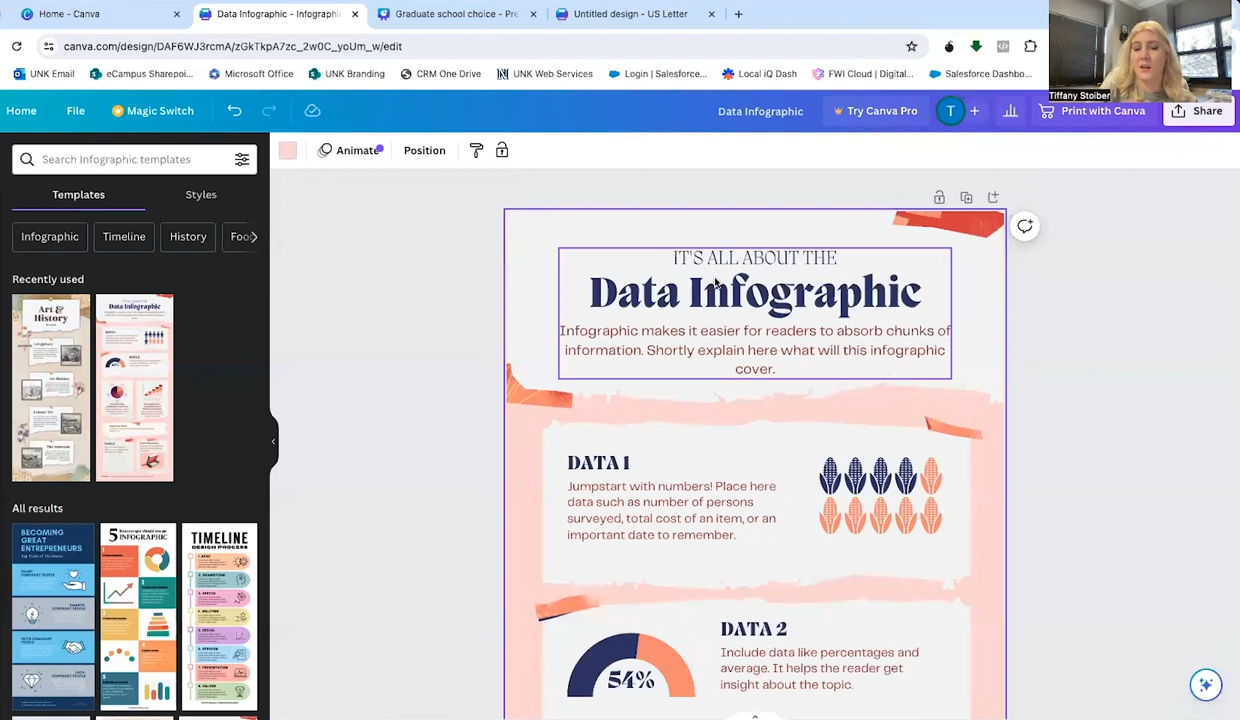 Home - Canva
Data Infographic - Infographi
Graduate school choice - Pre
Untitled design - US Letter
canva.com/design/DAF6WJ3rcmA/zGkTkpA7zc_2w0C_yoUm_w/edit
UNK Email
eCampus Sharepoi...
Microsoft Office
UNK Branding
CRM One Drive
UNK Web Services
Login | Salesforce...
Local iQ Dash
FWI Cloud | Digital...
Salesforce Dashbo...
Tiffany Stoiber
Home
File
Magic Switch
Data Infographic
Try Canva Pro
T
Print with Canva
Share
Search Infographic templates
Animate
Position
Templates
Styles
Infographic
Timeline
History
Foo
Recently used
Art &
History
Data Infographic
All results
BECOMING
GREAT
ENTREPRENEURS
INFOGRAPHIC
TIMELINE
DESIGN PROCESS
IT'S ALL ABOUT THE
Data Infographic
Infographic makes it easier for readers to absorb chunks of
information. Shortly explain here what will this infographic
cover.
DATA 1
Jumpstart with numbers! Place here
data such as number of persons
surveyed, total cost of an item, or an
important date to remember.
DATA 2
Include data like percentages and
average. It helps the reader get
54%